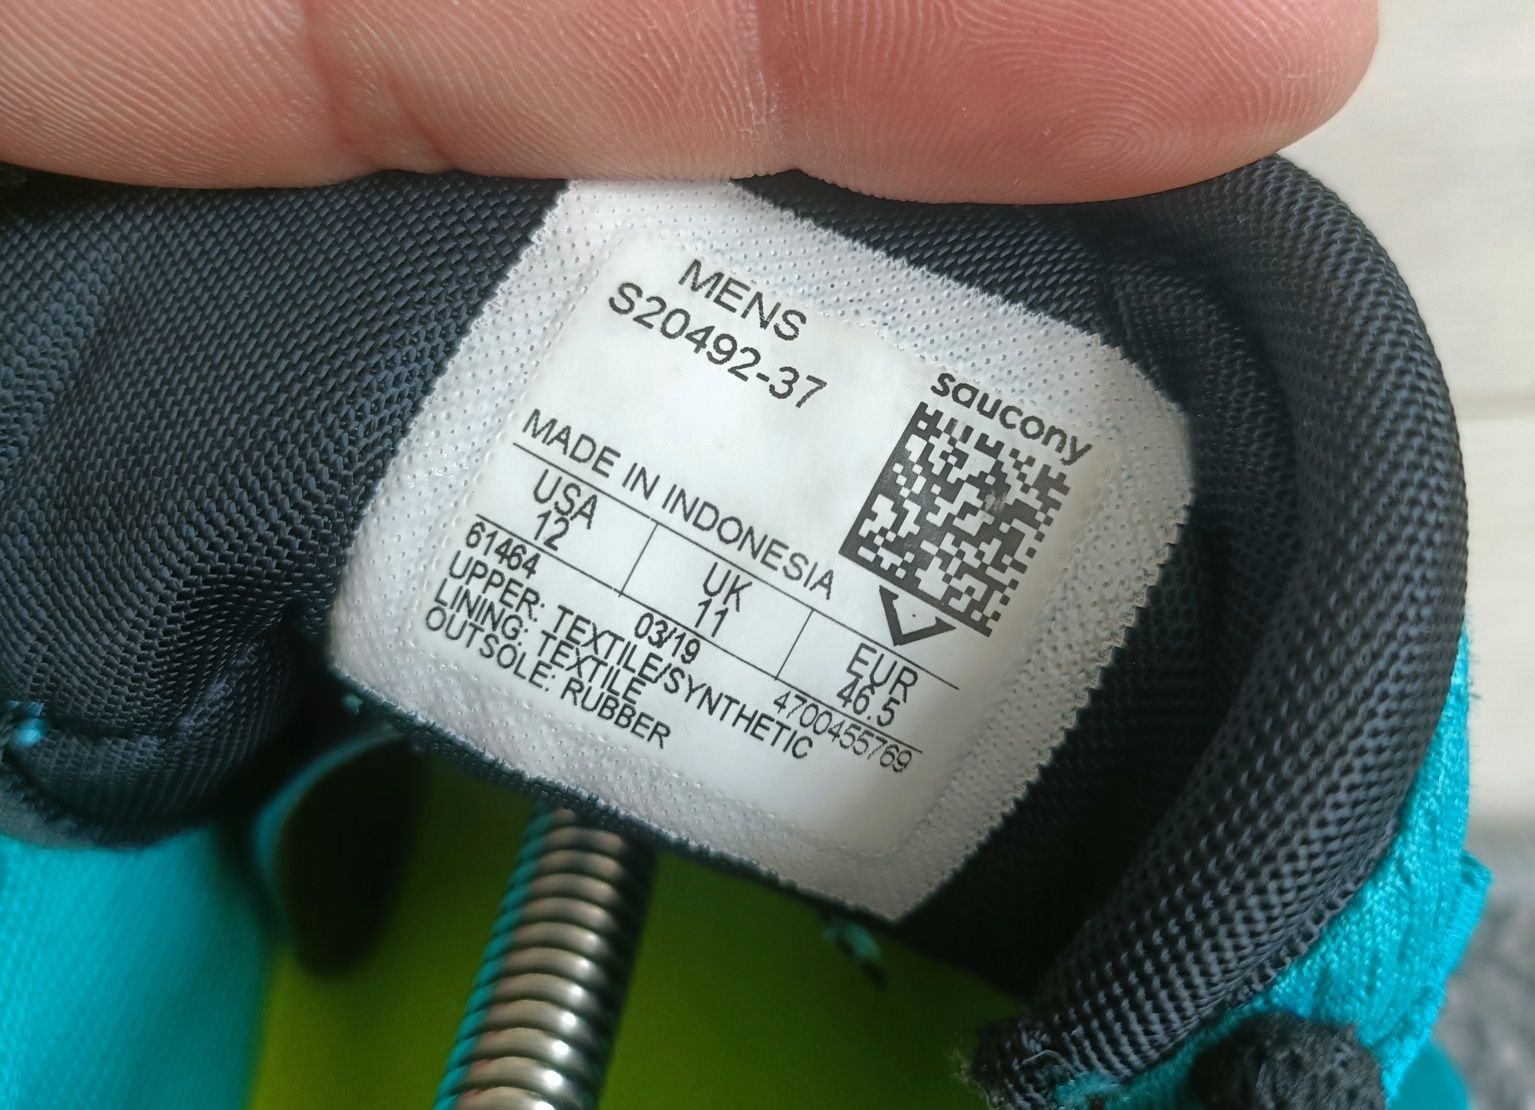 MENS
S20492-37
saucony
MADE IN INDONESIA
USA UK EUR
12 11 46.5
61464 03/19 4700455769
UPPER: TEXTILE/SYNTHETIC
LINING: TEXTILE
OUTSOLE: RUBBER